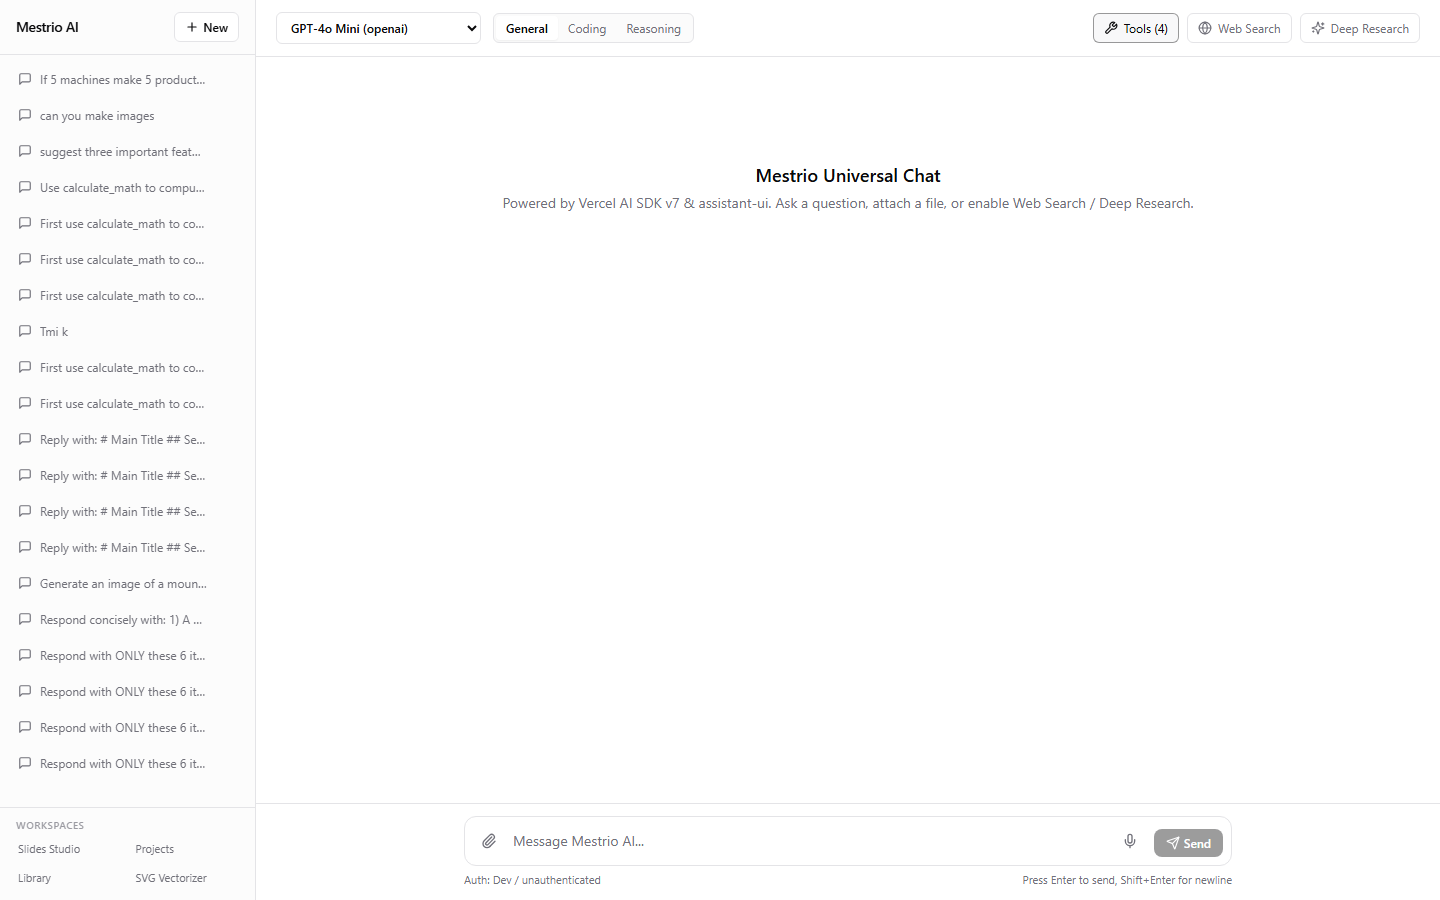 Mestrio AI
New
If 5 machines make 5 product...
can you make images
suggest three important feat...
Use calculate_math to compu...
First use calculate_math to co...
First use calculate_math to co...
First use calculate_math to co...
Tmi k
First use calculate_math to co...
First use calculate_math to co...
Reply with: # Main Title ## Se...
Reply with: # Main Title ## Se...
Reply with: # Main Title ## Se...
Reply with: # Main Title ## Se...
Generate an image of a moun...
Respond concisely with: 1) A ...
Respond with ONLY these 6 it...
Respond with ONLY these 6 it...
Respond with ONLY these 6 it...
Respond with ONLY these 6 it...
WORKSPACES
Slides Studio Projects
Library SVG Vectorizer
GPT-4o Mini (openai) General Coding Reasoning Tools (4) Web Search Deep Research
Mestrio Universal Chat
Powered by Vercel AI SDK v7 & assistant-ui. Ask a question, attach a file, or enable Web Search / Deep Research.
Message Mestrio AI... Send
Auth: Dev / unauthenticated Press Enter to send, Shift+Enter for newline